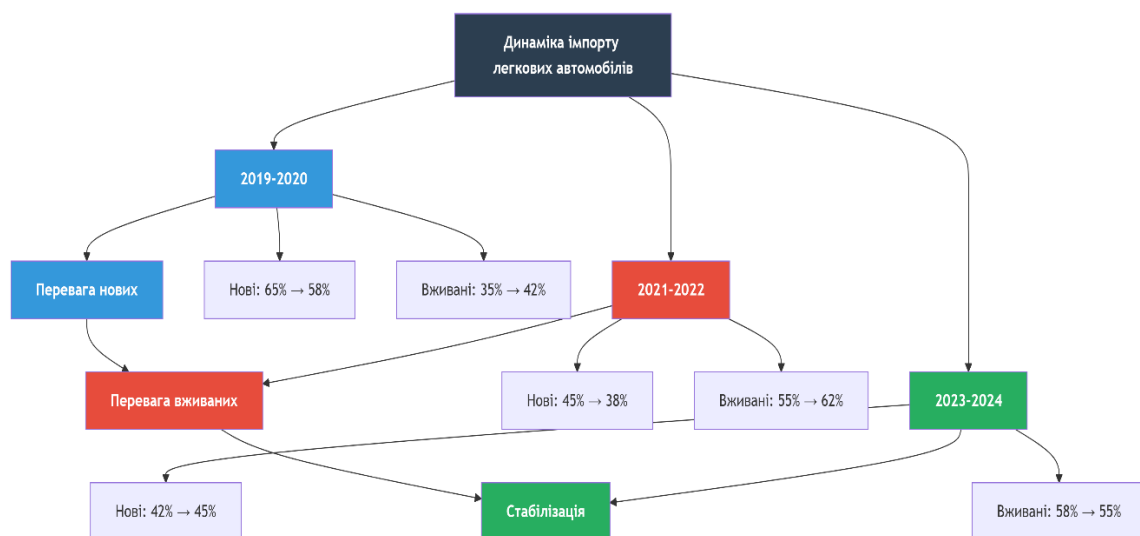 Динаміка імпорту
легкових автомобілів
2019-2020
Перевага нових
Нові: 65% → 58%
Вживані: 35% → 42%
2021-2022
Перевага вживаних
Нові: 45% → 38%
Вживані: 55% → 62%
2023-2024
Нові: 42% → 45%
Стабілізація
Вживані: 58% → 55%